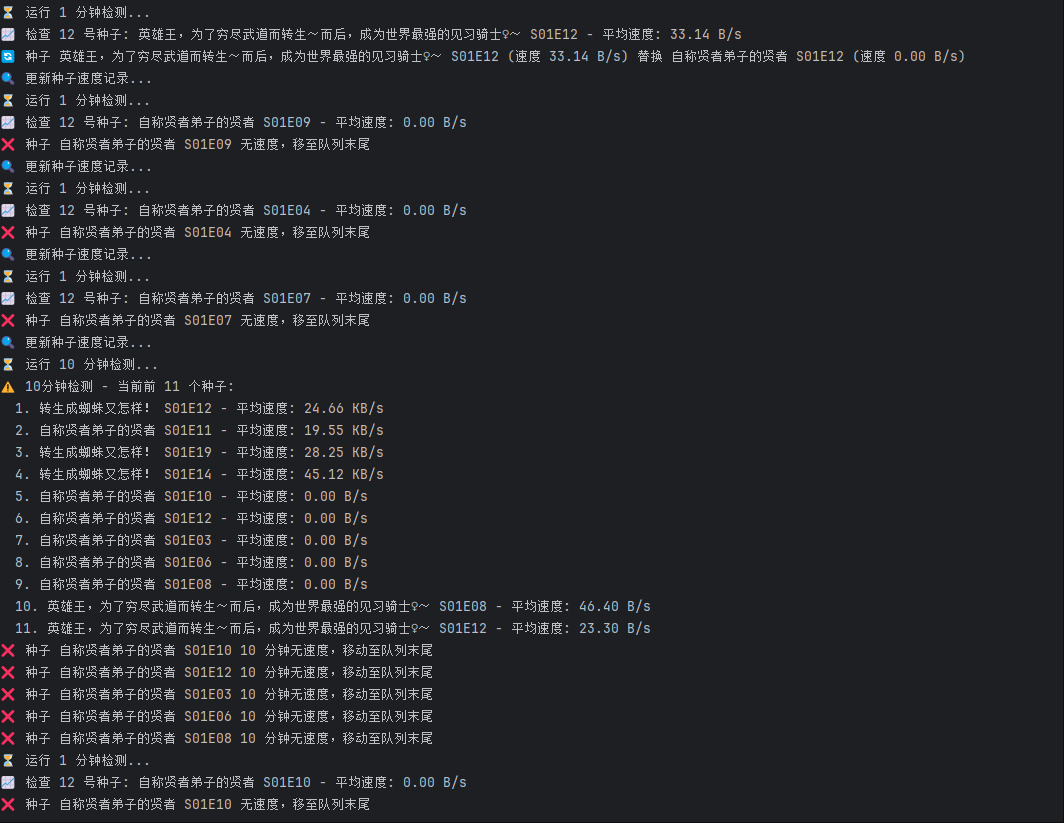 ⏳ 运行 1 分钟检测...
📈 检查 12 号种子: 英雄王，为了穷尽武道而转生～而后，成为世界最强的见习骑士♀～ S01E12 - 平均速度: 33.14 B/s
🔄 种子 英雄王，为了穷尽武道而转生～而后，成为世界最强的见习骑士♀～ S01E12 (速度 33.14 B/s) 替换 自称贤者弟子的贤者 S01E12 (速度 0.00 B/s)
🔍 更新种子速度记录...
⏳ 运行 1 分钟检测...
📈 检查 12 号种子: 自称贤者弟子的贤者 S01E09 - 平均速度: 0.00 B/s
❌ 种子 自称贤者弟子的贤者 S01E09 无速度，移至队列末尾
🔍 更新种子速度记录...
⏳ 运行 1 分钟检测...
📈 检查 12 号种子: 自称贤者弟子的贤者 S01E04 - 平均速度: 0.00 B/s
❌ 种子 自称贤者弟子的贤者 S01E04 无速度，移至队列末尾
🔍 更新种子速度记录...
⏳ 运行 1 分钟检测...
📈 检查 12 号种子: 自称贤者弟子的贤者 S01E07 - 平均速度: 0.00 B/s
❌ 种子 自称贤者弟子的贤者 S01E07 无速度，移至队列末尾
🔍 更新种子速度记录...
⏳ 运行 10 分钟检测...
⚠️ 10分钟检测 - 当前前 11 个种子:
1. 转生成蜘蛛又怎样！ S01E12 - 平均速度: 24.66 KB/s
2. 自称贤者弟子的贤者 S01E11 - 平均速度: 19.55 KB/s
3. 转生成蜘蛛又怎样！ S01E19 - 平均速度: 28.25 KB/s
4. 转生成蜘蛛又怎样！ S01E14 - 平均速度: 45.12 KB/s
5. 自称贤者弟子的贤者 S01E10 - 平均速度: 0.00 B/s
6. 自称贤者弟子的贤者 S01E12 - 平均速度: 0.00 B/s
7. 自称贤者弟子的贤者 S01E03 - 平均速度: 0.00 B/s
8. 自称贤者弟子的贤者 S01E06 - 平均速度: 0.00 B/s
9. 自称贤者弟子的贤者 S01E08 - 平均速度: 0.00 B/s
10. 英雄王，为了穷尽武道而转生～而后，成为世界最强的见习骑士♀～ S01E08 - 平均速度: 46.40 B/s
11. 英雄王，为了穷尽武道而转生～而后，成为世界最强的见习骑士♀～ S01E12 - 平均速度: 23.30 B/s
❌ 种子 自称贤者弟子的贤者 S01E10 10 分钟无速度，移动至队列末尾
❌ 种子 自称贤者弟子的贤者 S01E12 10 分钟无速度，移动至队列末尾
❌ 种子 自称贤者弟子的贤者 S01E03 10 分钟无速度，移动至队列末尾
❌ 种子 自称贤者弟子的贤者 S01E06 10 分钟无速度，移动至队列末尾
❌ 种子 自称贤者弟子的贤者 S01E08 10 分钟无速度，移动至队列末尾
⏳ 运行 1 分钟检测...
📈 检查 12 号种子: 自称贤者弟子的贤者 S01E10 - 平均速度: 0.00 B/s
❌ 种子 自称贤者弟子的贤者 S01E10 无速度，移至队列末尾